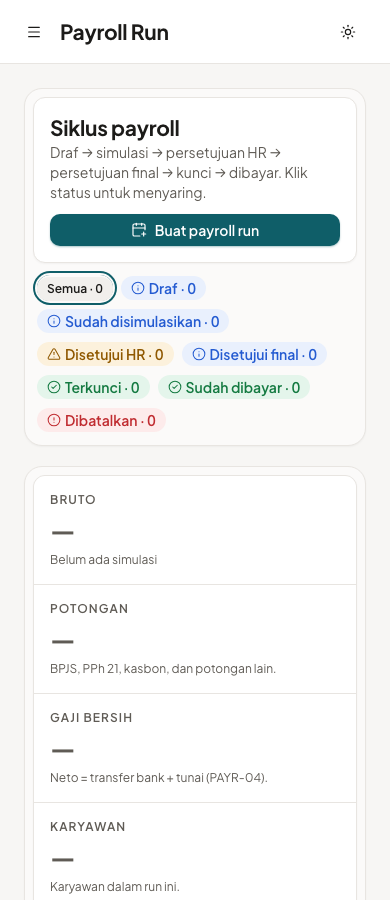 Payroll Run
Siklus payroll
Draf → simulasi → persetujuan HR →
persetujuan final → kunci → dibayar. Klik
status untuk menyaring.
Buat payroll run
Semua · 0
Draf · 0
Sudah disimulasikan · 0
Disetujui HR · 0
Disetujui final · 0
Terkunci · 0
Sudah dibayar · 0
Dibatalkan · 0
BRUTO
—
Belum ada simulasi
POTONGAN
—
BPJS, PPh 21, kasbon, dan potongan lain.
GAJI BERSIH
—
Neto = transfer bank + tunai (PAYR-04).
KARYAWAN
—
Karyawan dalam run ini.